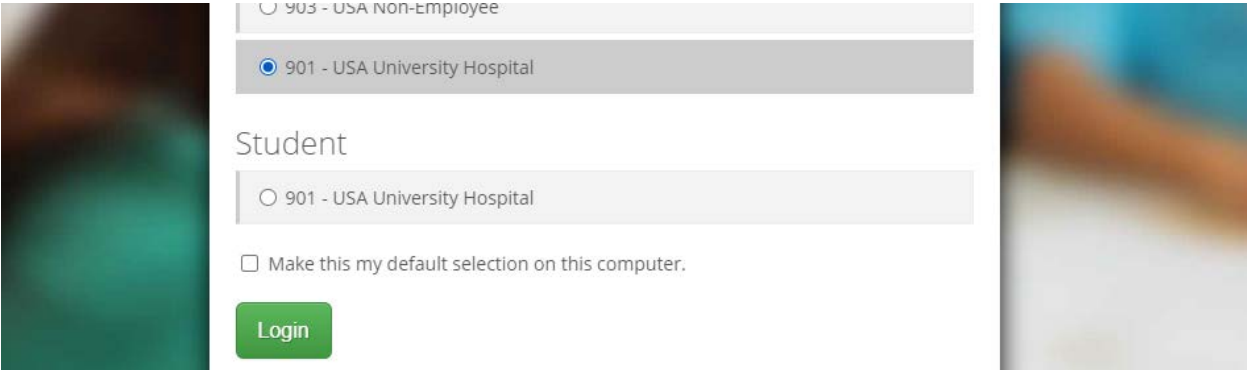 903 - USA Non-Employee
901 - USA University Hospital
Student
901 - USA University Hospital
Make this my default selection on this computer.
Login